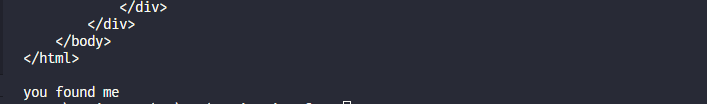 </div>
</div>
</body>
</html>
you found me